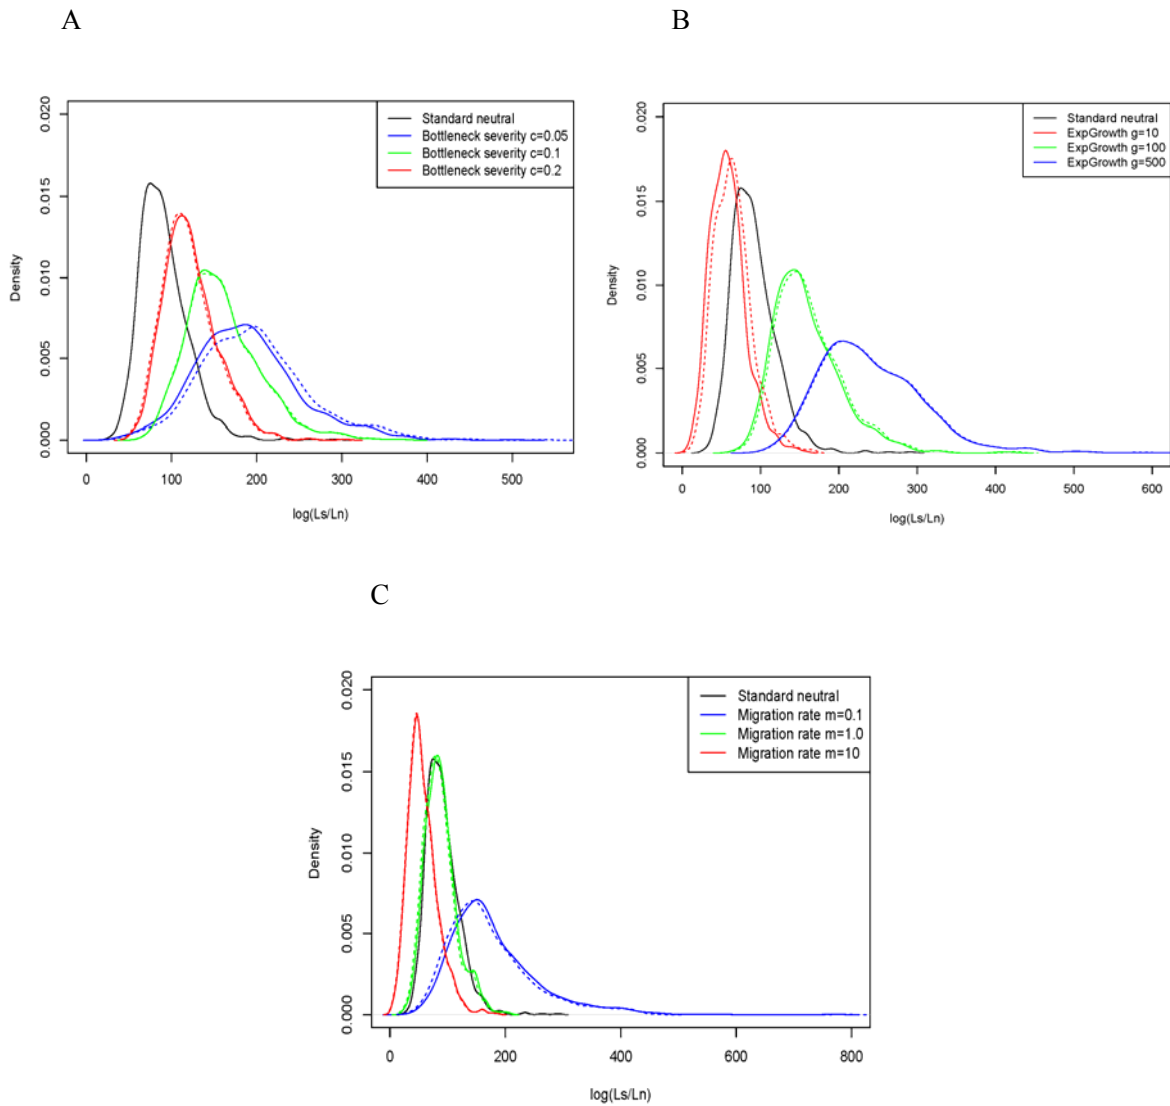 A
B
Standard neutral
Bottleneck severity c=0.05
Bottleneck severity c=0.1
Bottleneck severity c=0.2
0.000 0.005 0.010 0.015 0.020
Density
0 100 200 300 400 500
log(Ls/Ln)
Standard neutral
ExpGrowth g=10
ExpGrowth g=100
ExpGrowth g=500
0.000 0.005 0.010 0.015 0.020
Density
0 100 200 300 400 500 600
log(Ls/Ln)
C
Standard neutral
Migration rate m=0.1
Migration rate m=1.0
Migration rate m=10
0.000 0.005 0.010 0.015 0.020
Density
0 200 400 600 800
log(Ls/Ln)